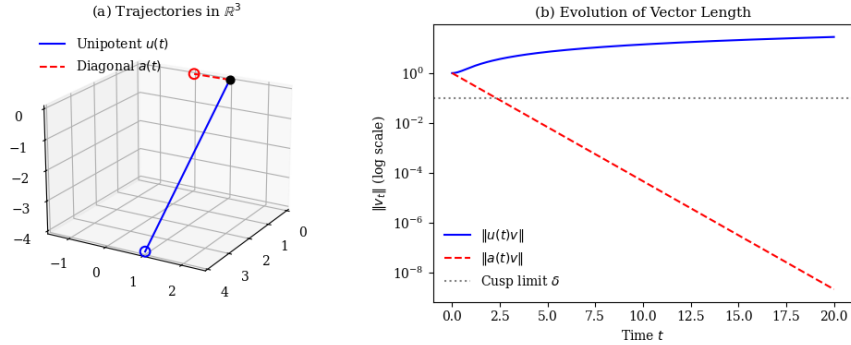 (a) Trajectories in ℝ³
Unipotent u(t)
Diagonal a(t)
0
−1
−2
−3
−4
−1
0
1
2
4
3
2
1
0
(b) Evolution of Vector Length
10⁰
10⁻²
10⁻⁴
10⁻⁶
10⁻⁸
‖vₜ‖ (log scale)
‖u(t)v‖
‖a(t)v‖
Cusp limit δ
0.0 2.5 5.0 7.5 10.0 12.5 15.0 17.5 20.0
Time t